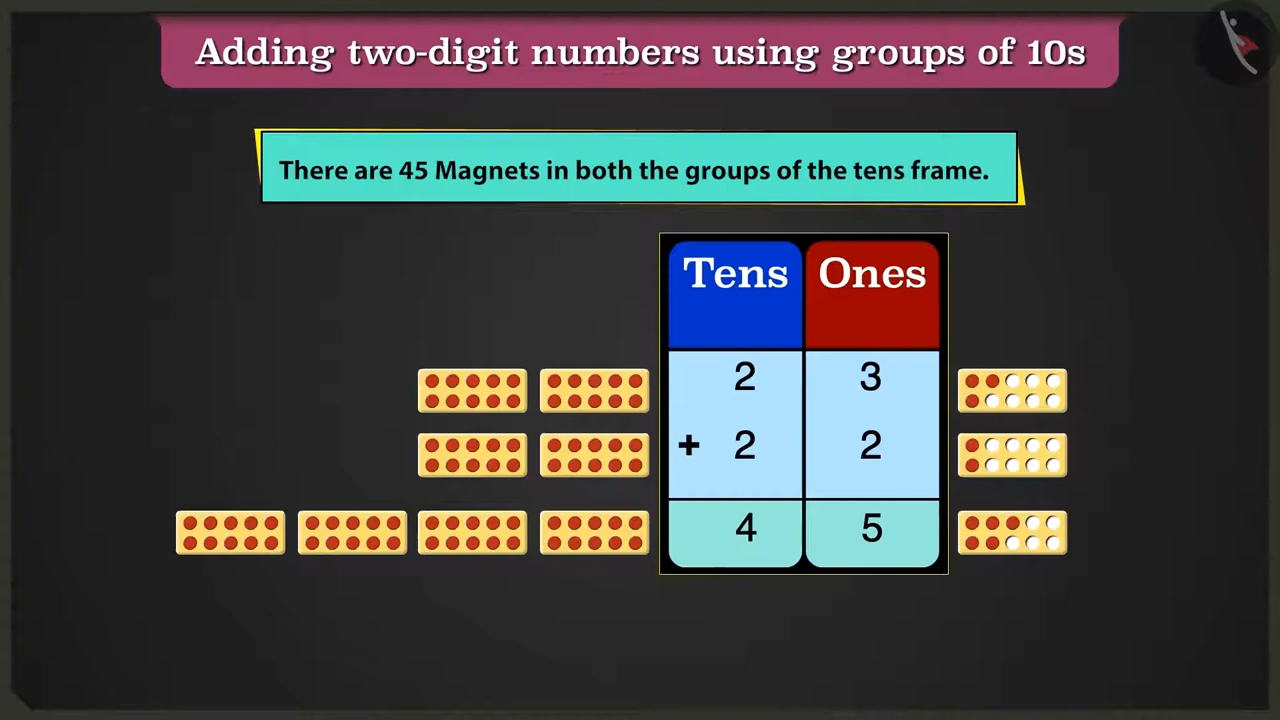 Adding two-digit numbers using groups of 10s
There are 45 Magnets in both the groups of the tens frame.
Tens Ones
2 3
+ 2 2
4 5